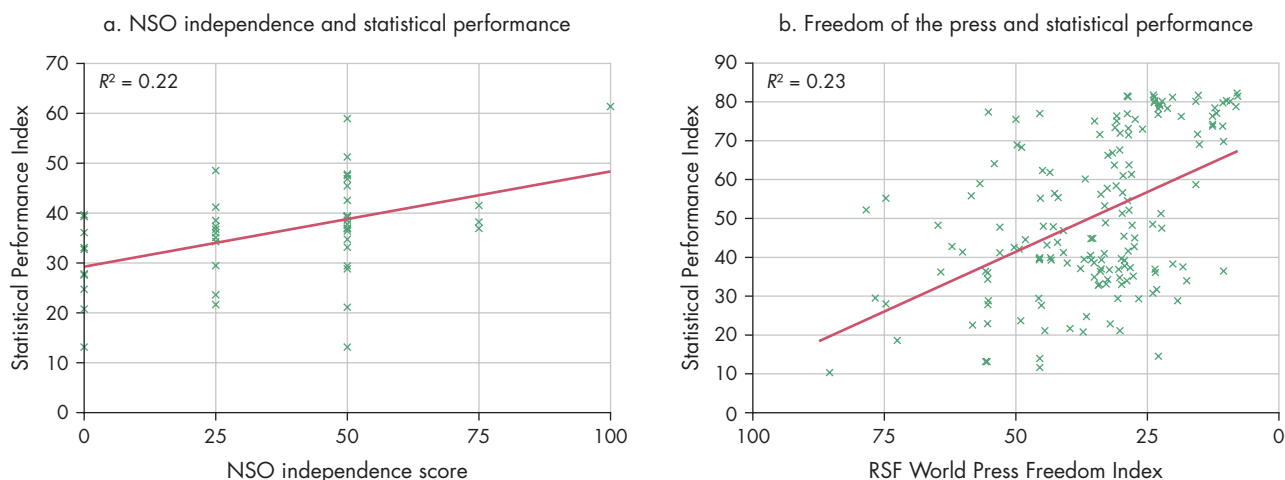 a. NSO independence and statistical performance
R² = 0.22
Statistical Performance Index
70
60
50
40
30
20
10
0
0 25 50 75 100
NSO independence score
b. Freedom of the press and statistical performance
R² = 0.23
Statistical Performance Index
90
80
70
60
50
40
30
20
10
0
100 75 50 25 0
RSF World Press Freedom Index